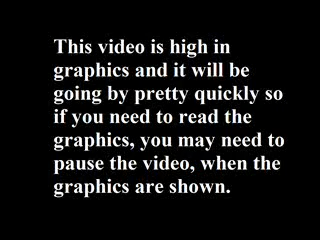 This video is high in
graphics and it will be
going by pretty quickly so
if you need to read the
graphics, you may need to
pause the video, when the
graphics are shown.